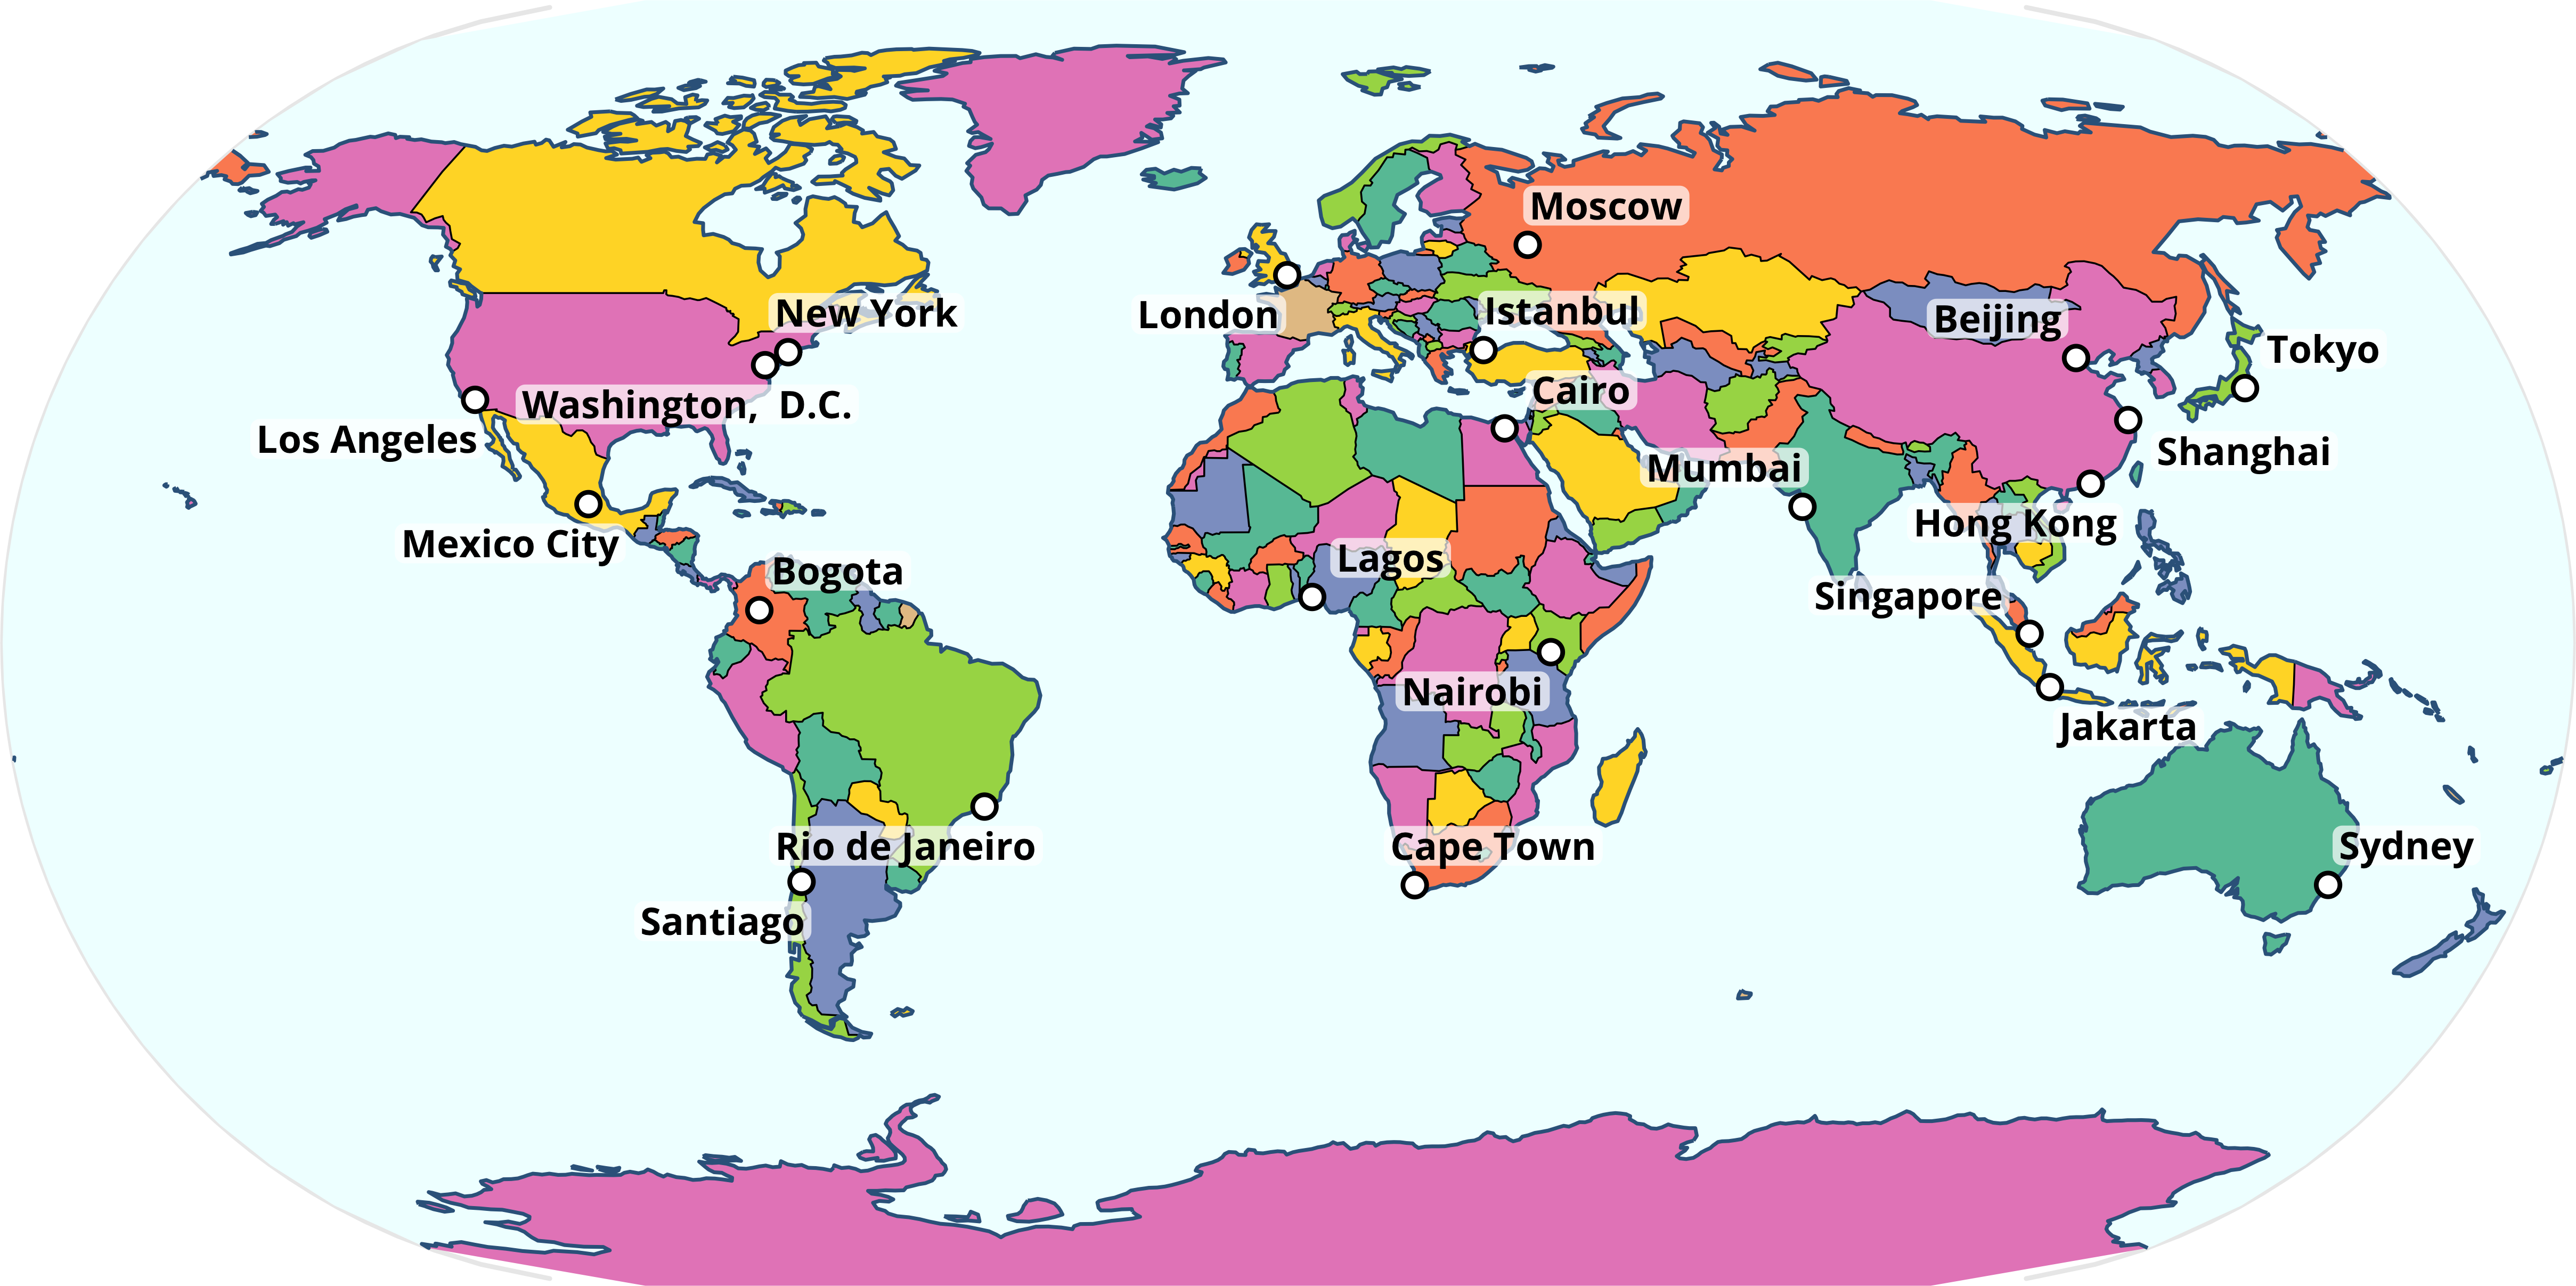 Moscow
New York
London
Istanbul
Beijing
Tokyo
Washington, D.C.
Cairo
Los Angeles
Shanghai
Mumbai
Mexico City
Hong Kong
Bogota
Lagos
Singapore
Nairobi
Jakarta
Rio de Janeiro
Cape Town
Sydney
Santiago